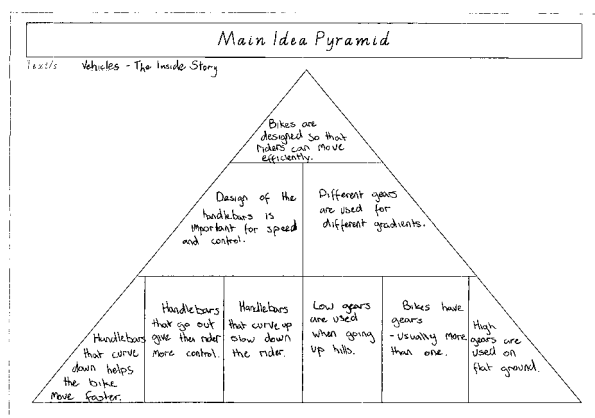 Main Idea Pyramid
Text/s Vehicles - The Inside Story
Bikes are
designed so that
riders can move
efficiently.
Design of the
handlebars is
important for speed
and control.
Different gears
are used for
different gradients.
Handlebars
that curve
down helps
the bike
move faster.
Handlebars
that go out
give the rider
more control.
Handlebars
that curve up
slow down
the rider.
Low gears
are used
when going
up hills.
Bikes have
gears
- usually more
than one.
High
gears are
used on
flat ground.